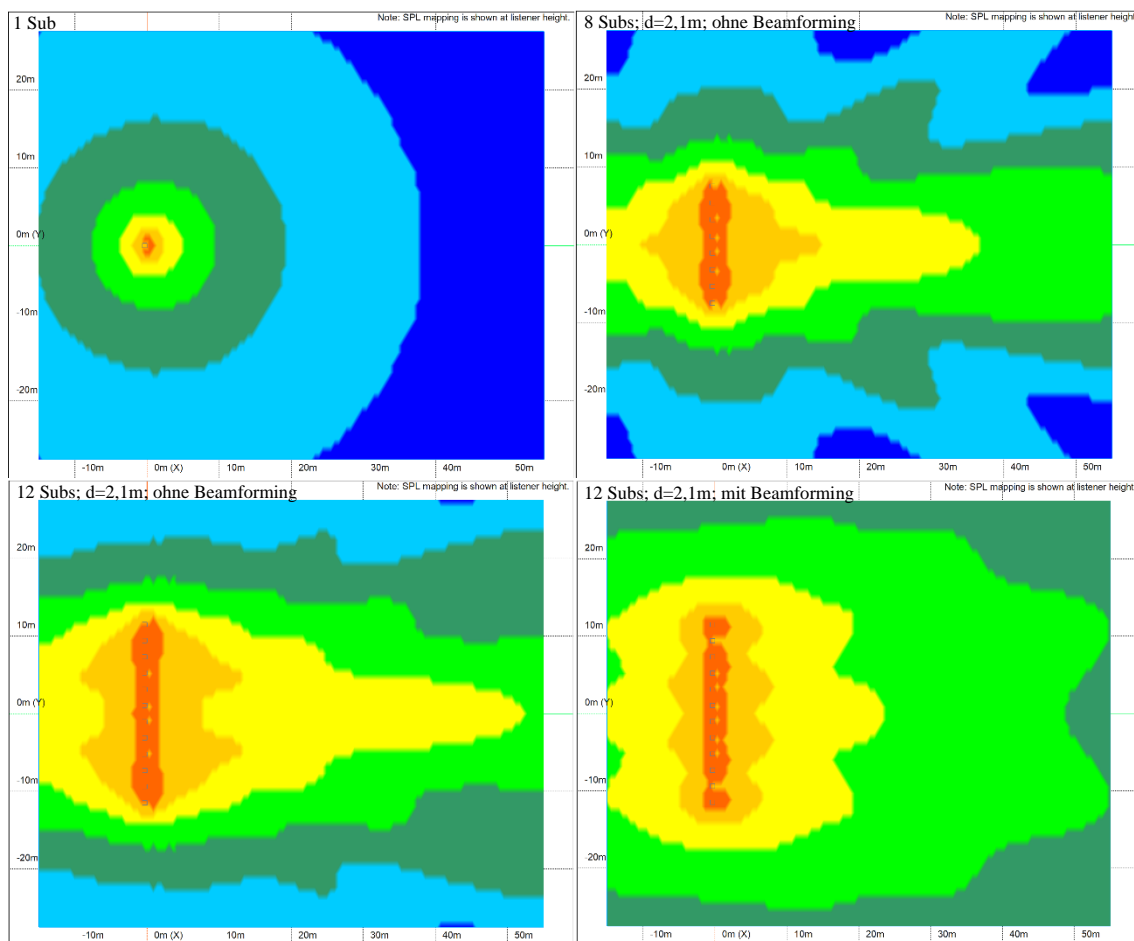 1 Sub
Note: SPL mapping is shown at listener height.
20m
10m
0m (Y)
-10m
-20m
-10m 0m (X) 10m 20m 30m 40m 50m
8 Subs; d=2,1m; ohne Beamforming
Note: SPL mapping is shown at listener height
20m
10m
0m (Y)
-10m
-20m
-10m 0m (X) 10m 20m 30m 40m 50m
12 Subs; d=2,1m; ohne Beamforming
Note: SPL mapping is shown at listener height.
20m
10m
0m (Y)
-10m
-20m
-10m 0m (X) 10m 20m 30m 40m 50m
12 Subs; d=2,1m; mit Beamforming
Note: SPL mapping is shown at listener height.
20m
10m
0m (Y)
-10m
-20m
-10m 0m (X) 10m 20m 30m 40m 50m